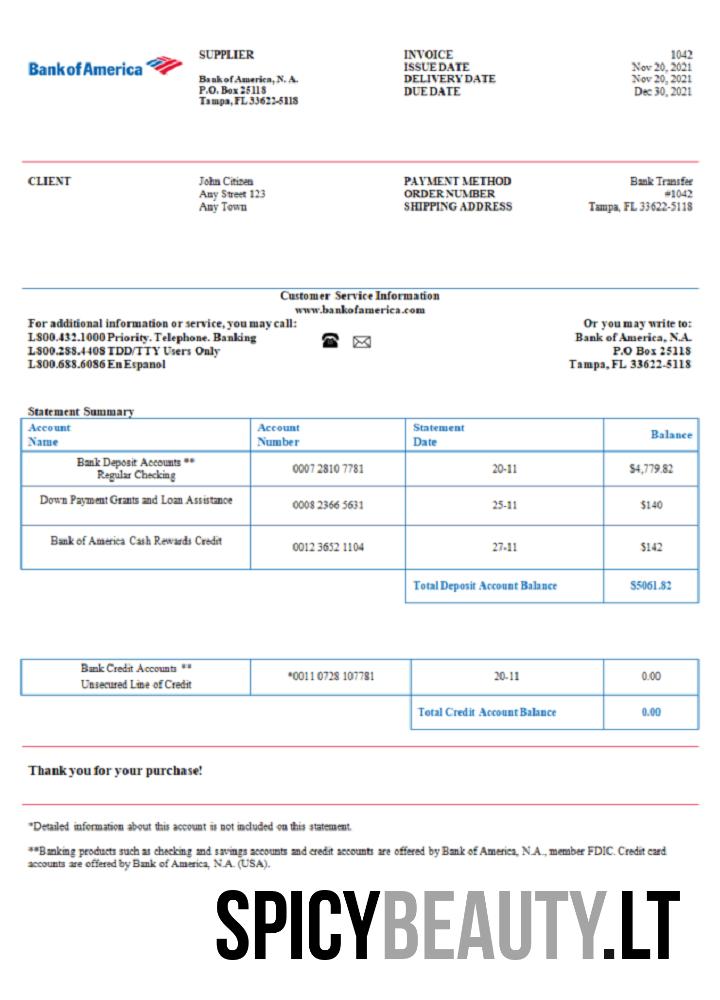 Bank of America
SUPPLIER
Bank of America, N. A.
P.O. Box 25118
Tampa, FL 33622-5118
INVOICE 1042
ISSUE DATE Nov 20, 2021
DELIVERY DATE Nov 20, 2021
DUE DATE Dec 30, 2021
CLIENT
John Citizen
Any Street 123
Any Town
PAYMENT METHOD Bank Transfer
ORDER NUMBER #1042
SHIPPING ADDRESS Tampa, FL 33622-5118
Customer Service Information
www.bankofamerica.com
For additional information or service, you may call:
L800.432.1000 Priority. Telephone. Banking
L800.288.4408 TDD/TTY Users Only
L800.688.6086 En Espanol
Or you may write to:
Bank of America, N.A.
P.O Box 25118
Tampa, FL 33622-5118
Statement Summary
Account Name
Account Number
Statement Date
Balance
Bank Deposit Accounts **
Regular Checking
0007 2810 7781 20-11 $4,779.82
Down Payment Grants and Loan Assistance 0008 2366 5631 25-11 $140
Bank of America Cash Rewards Credit 0012 3652 1104 27-11 $142
Total Deposit Account Balance $5061.82
Bank Credit Accounts **
Unsecured Line of Credit
*0011 0728 107781 20-11 0.00
Total Credit Account Balance 0.00
Thank you for your purchase!
*Detailed information about this account is not included on this statement.
**Banking products such as checking and savings accounts and credit accounts are offered by Bank of America, N.A., member FDIC. Credit card
accounts are offered by Bank of America, N.A. (USA).
SPICYBEAUTY.LT